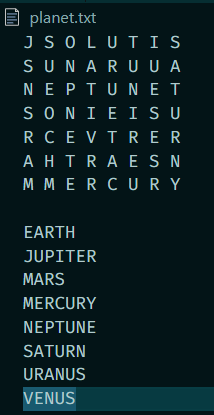 planet.txt
J S O L U T I S
S U N A R U U A
N E P T U N E T
S O N I E I S U
R C E V T R E R
A H T R A E S N
M M E R C U R Y
EARTH
JUPITER
MARS
MERCURY
NEPTUNE
SATURN
URANUS
VENUS